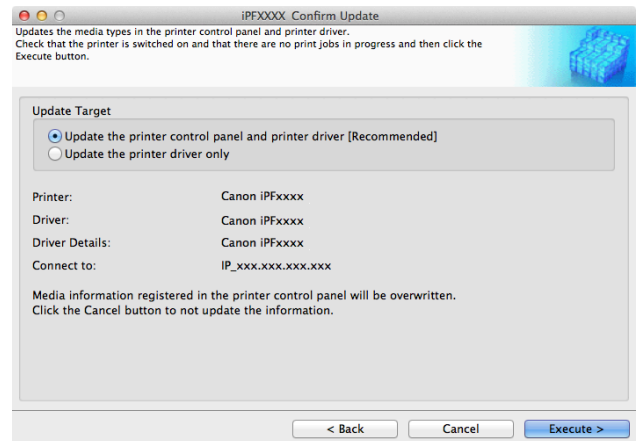 iPFXXXX Confirm Update
Updates the media types in the printer control panel and printer driver.
Check that the printer is switched on and that there are no print jobs in progress and then click the
Execute button.
Update Target
Update the printer control panel and printer driver [Recommended]
Update the printer driver only
Printer: Canon iPFxxxx
Driver: Canon iPFxxxx
Driver Details: Canon iPFxxxx
Connect to: IP_xxx.xxx.xxx.xxx
Media information registered in the printer control panel will be overwritten.
Click the Cancel button to not update the information.
< Back Cancel Execute >